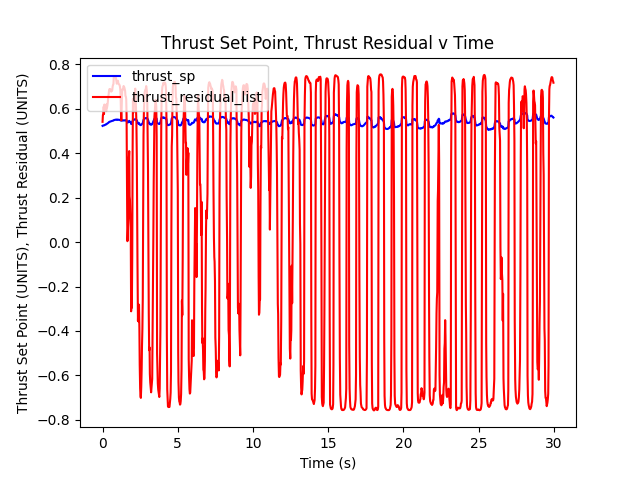 Thrust Set Point, Thrust Residual v Time
thrust_sp
thrust_residual_list
Thrust Set Point (UNITS), Thrust Residual (UNITS)
0.8
0.6
0.4
0.2
0.0
−0.2
−0.4
−0.6
−0.8
0 5 10 15 20 25 30
Time (s)